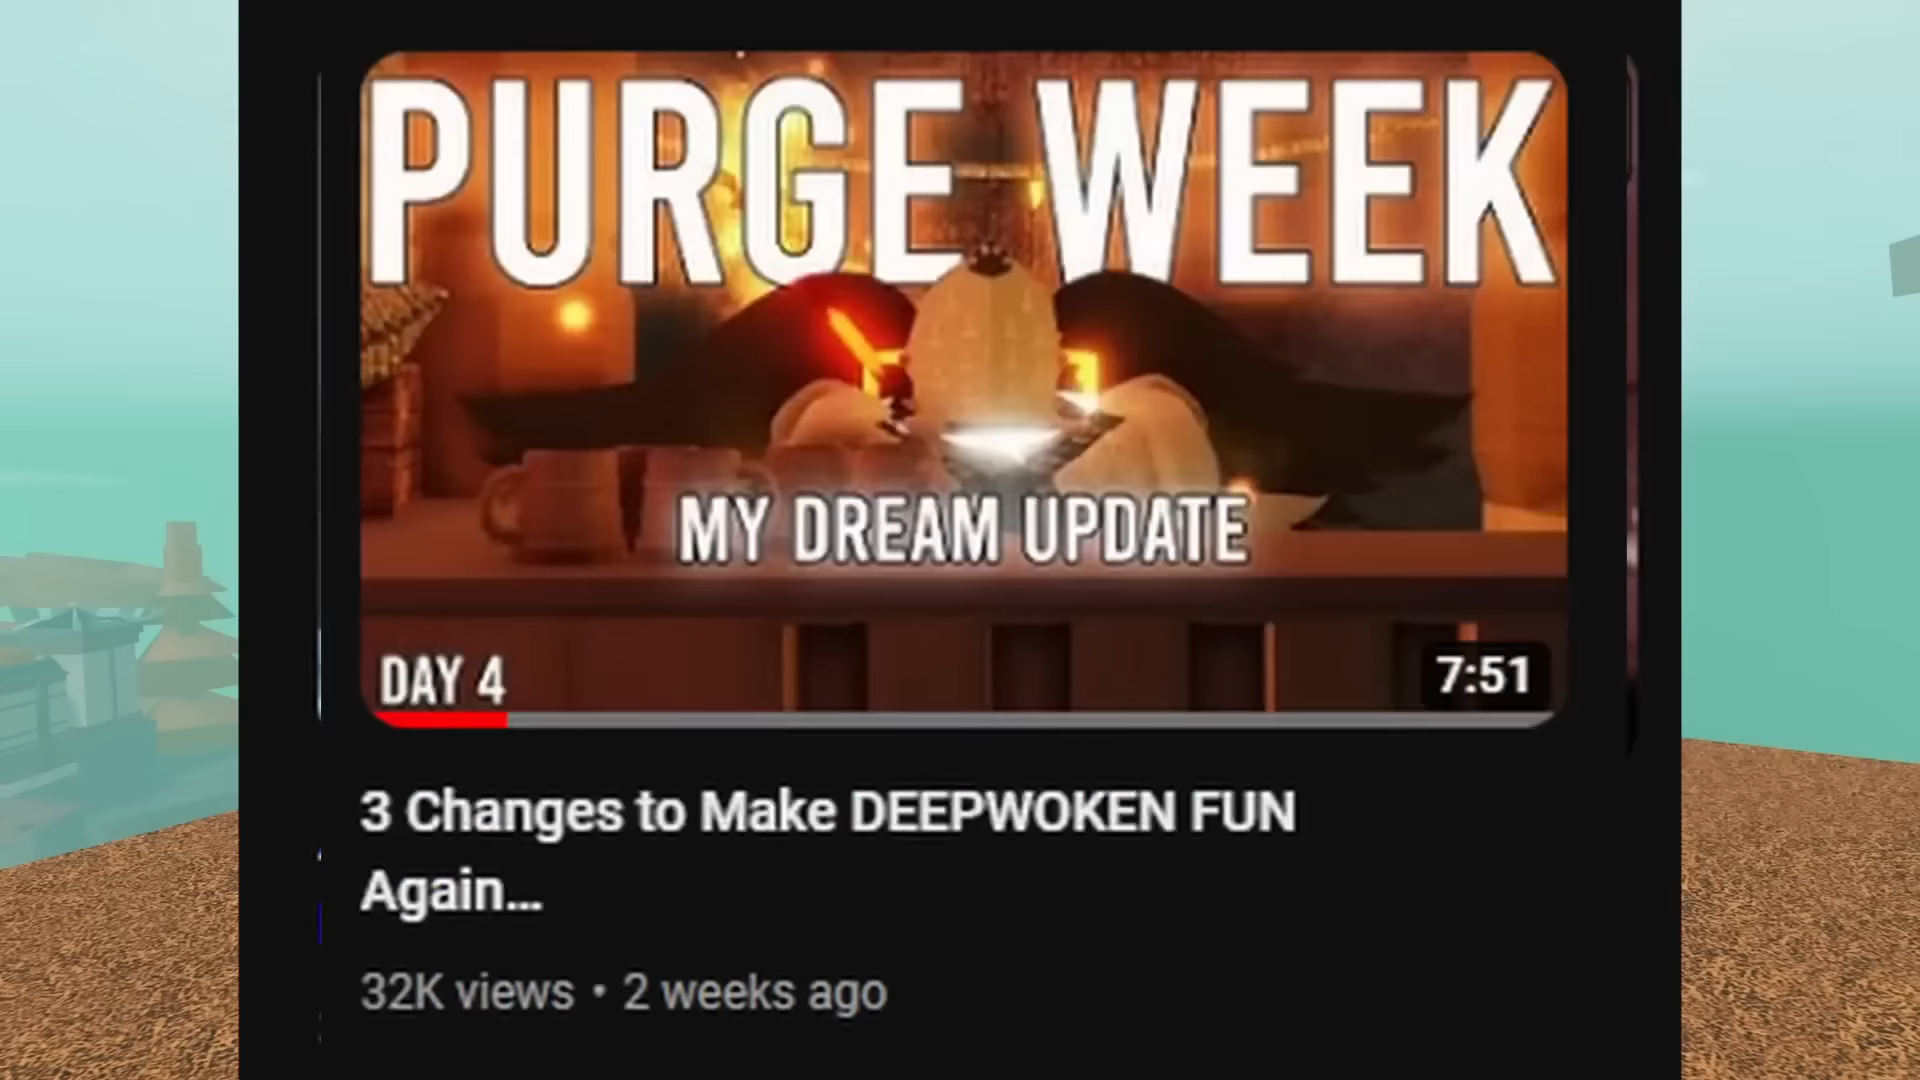 PURGE WEEK
MY DREAM UPDATE
DAY 4
7:51
3 Changes to Make DEEPWOKEN FUN
Again...
32K views • 2 weeks ago